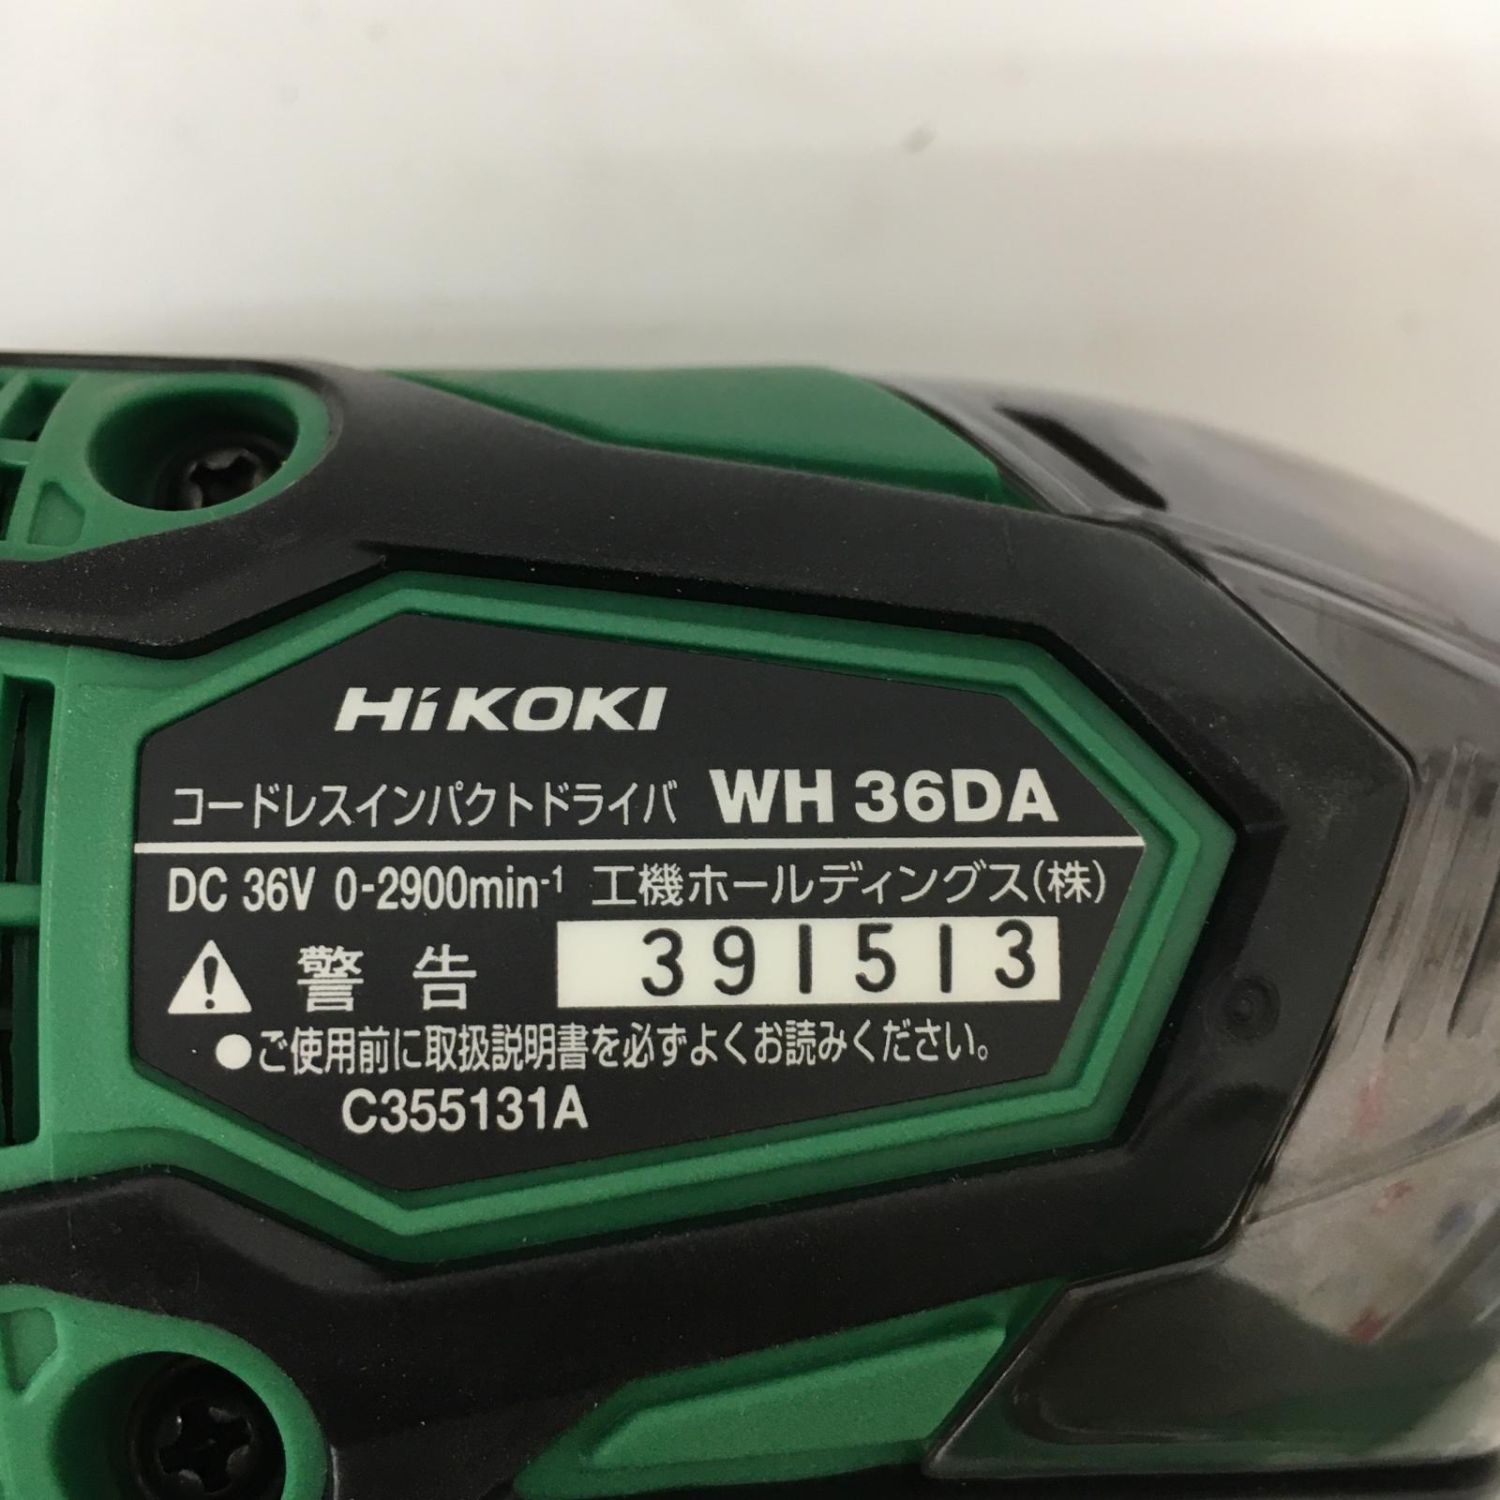 HiKOKI
コードレスインパクトドライバ WH 36DA
DC 36V 0-2900min-1 工機ホールディングス(株)
警告 391513
●ご使用前に取扱説明書を必ずよくお読みください。
C355131A